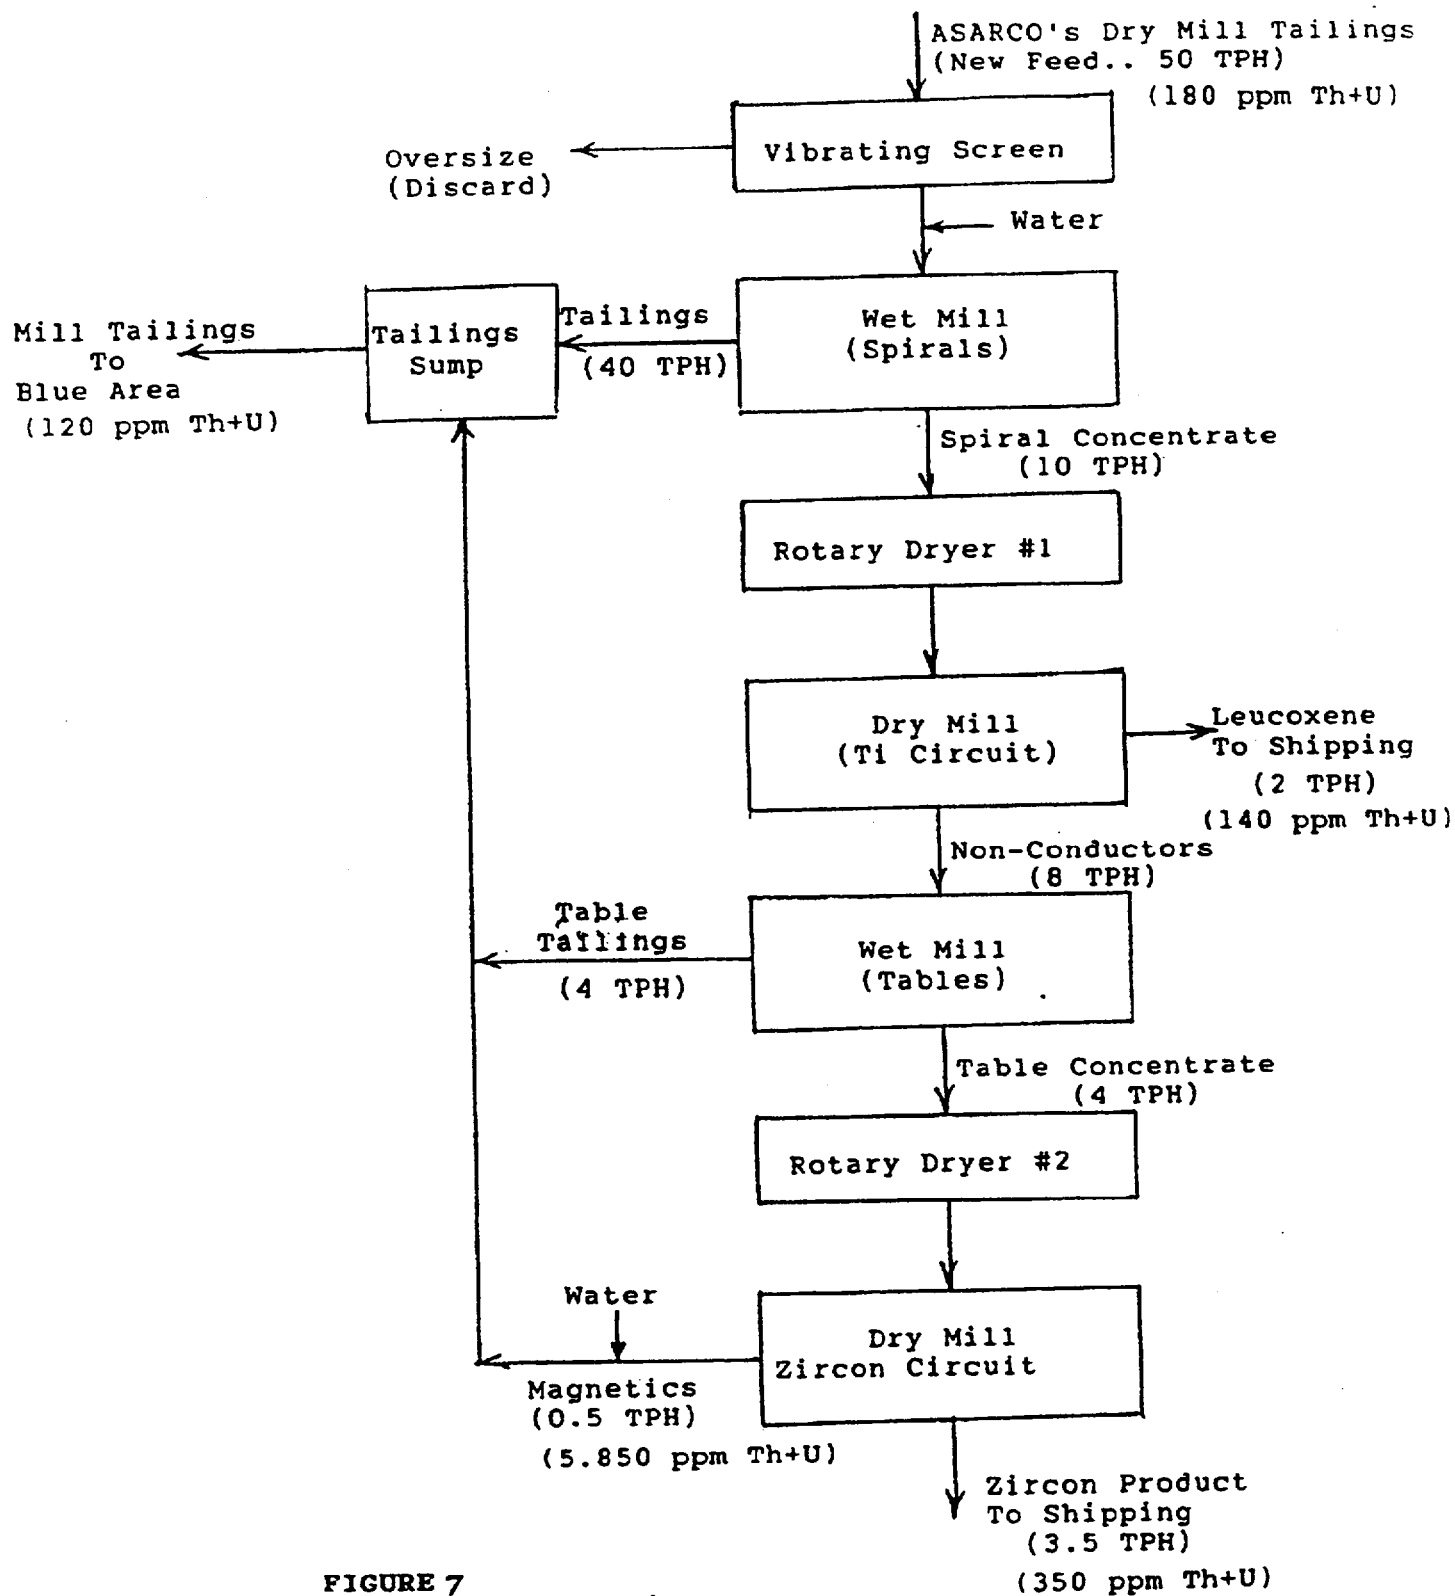 ASARCO's Dry Mill Tailings
(New Feed.. 50 TPH)
(180 ppm Th+U)
Vibrating Screen
Oversize
(Discard)
Water
Wet Mill
(Spirals)
Tailings
(40 TPH)
Tailings
Sump
Mill Tailings
To
Blue Area
(120 ppm Th+U)
Spiral Concentrate
(10 TPH)
Rotary Dryer #1
Dry Mill
(Ti Circuit)
Leucoxene
To Shipping
(2 TPH)
(140 ppm Th+U)
Non-Conductors
(8 TPH)
Table
Tailings
(4 TPH)
Wet Mill
(Tables)
Table Concentrate
(4 TPH)
Rotary Dryer #2
Water
Dry Mill
Zircon Circuit
Magnetics
(0.5 TPH)
(5.850 ppm Th+U)
Zircon Product
To Shipping
(3.5 TPH)
(350 ppm Th+U)
FIGURE 7